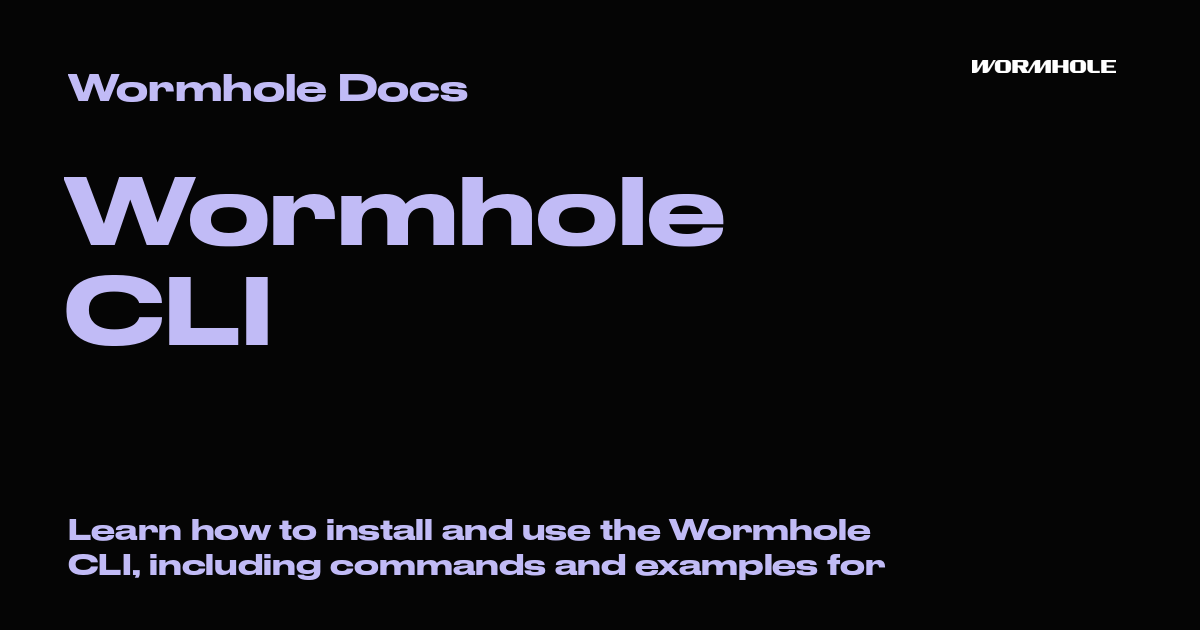 Wormhole Docs
WORMHOLE
Wormhole
CLI
Learn how to install and use the Wormhole
CLI, including commands and examples for